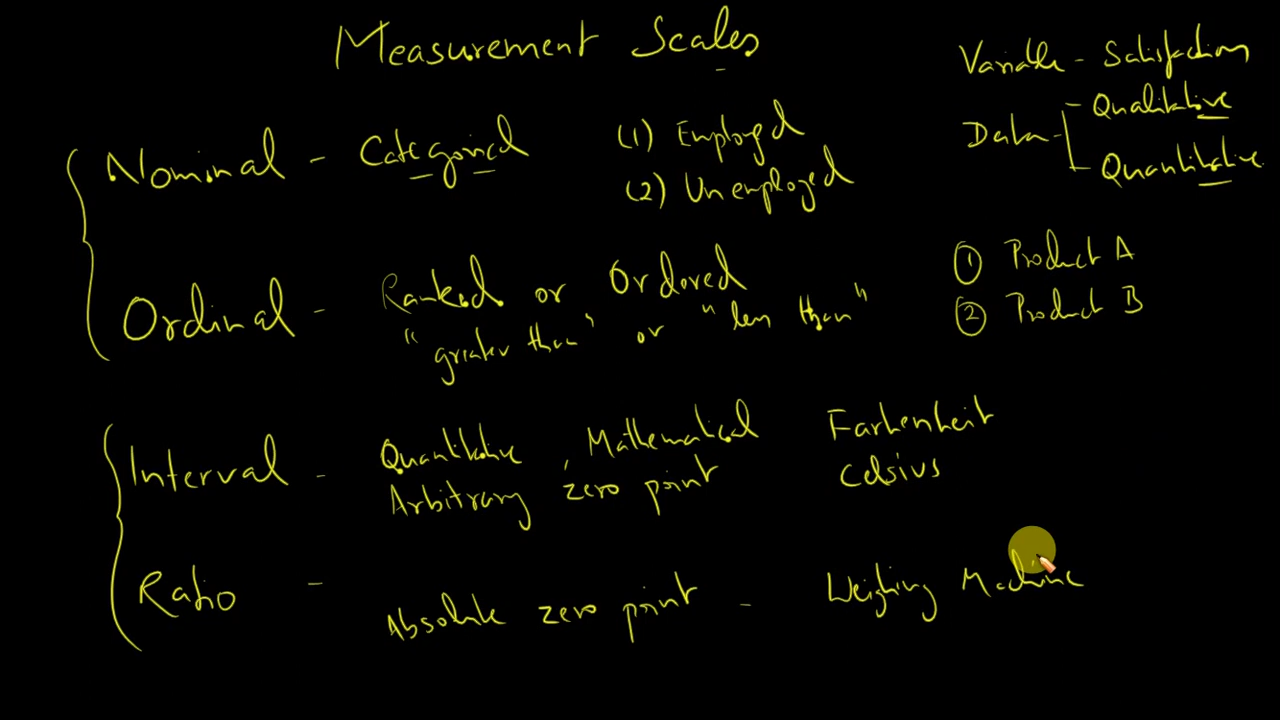 Measurement Scales
Variable - Satisfaction
Data - Qualitative
Quantitative
Nominal - Categorical (1) Employed
(2) Unemployed
Ordinal - Ranked or Ordered
"greater than" or "less than"
① Product A
② Product B
Interval - Quantitative, Mathematical
Arbitrary zero point
Farhenheit
Celsius
Ratio -
Absolute zero point - Weighing Machine